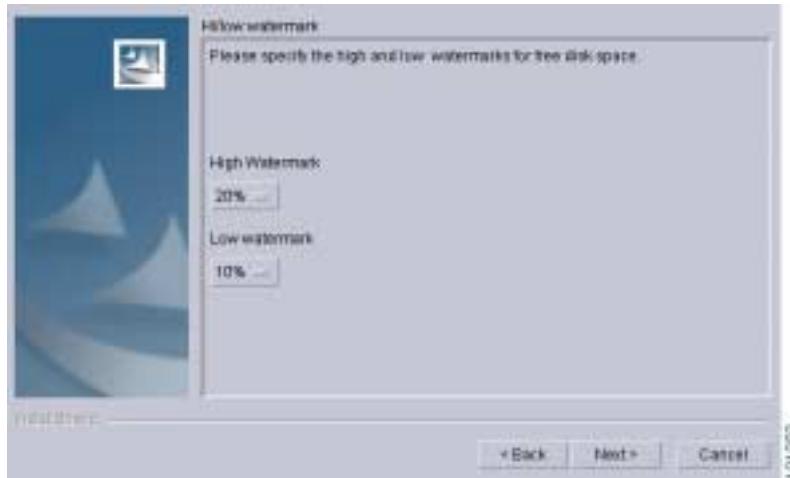 Hi/low watermark
Please specify the high and low watermarks for free disk space.
High Watermark
20%
Low watermark
10%
InstallShield
< Back
Next >
Cancel